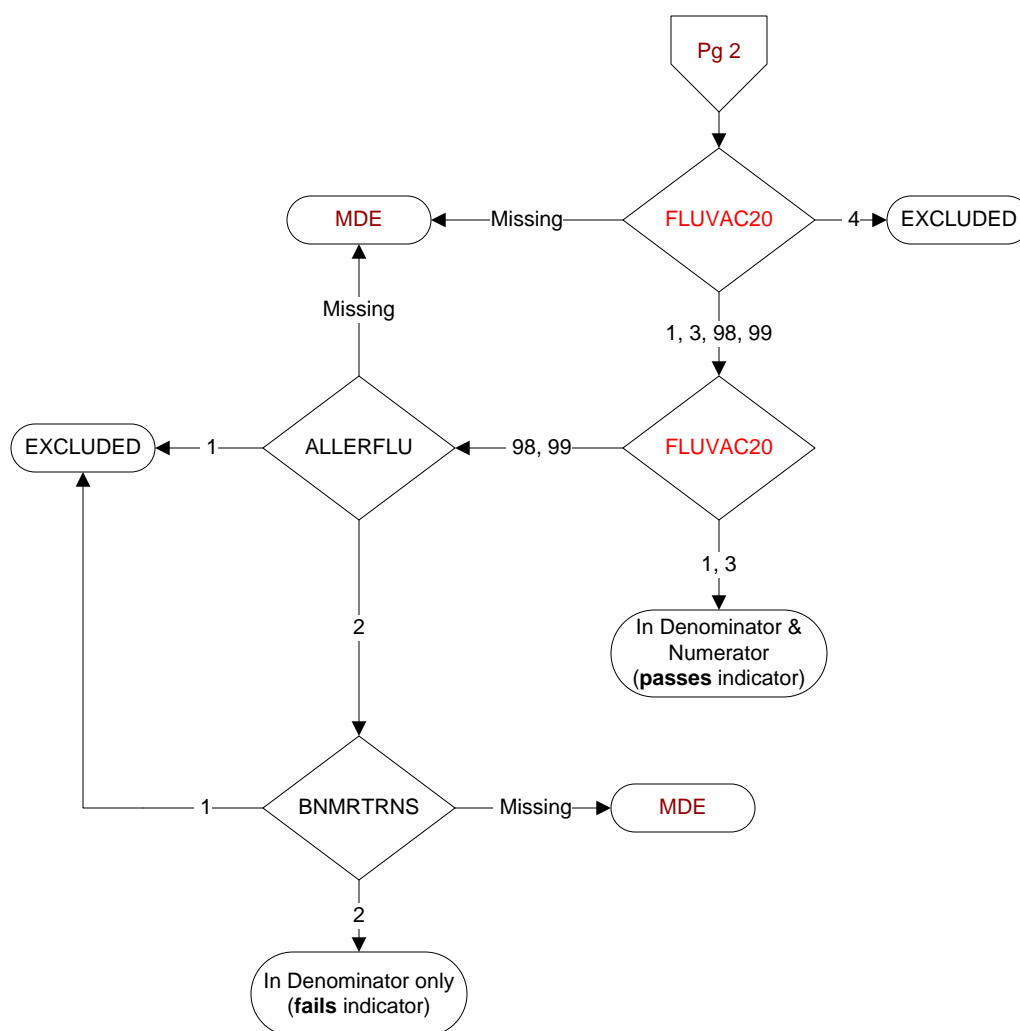 Pg 2
MDE
Missing
FLUVAC20
4
EXCLUDED
Missing
1, 3, 98, 99
EXCLUDED
1
ALLERFLU
98, 99
FLUVAC20
1, 3
2
In Denominator &
Numerator
(passes indicator)
1
BNMRTRNS
Missing
MDE
2
In Denominator only
(fails indicator)